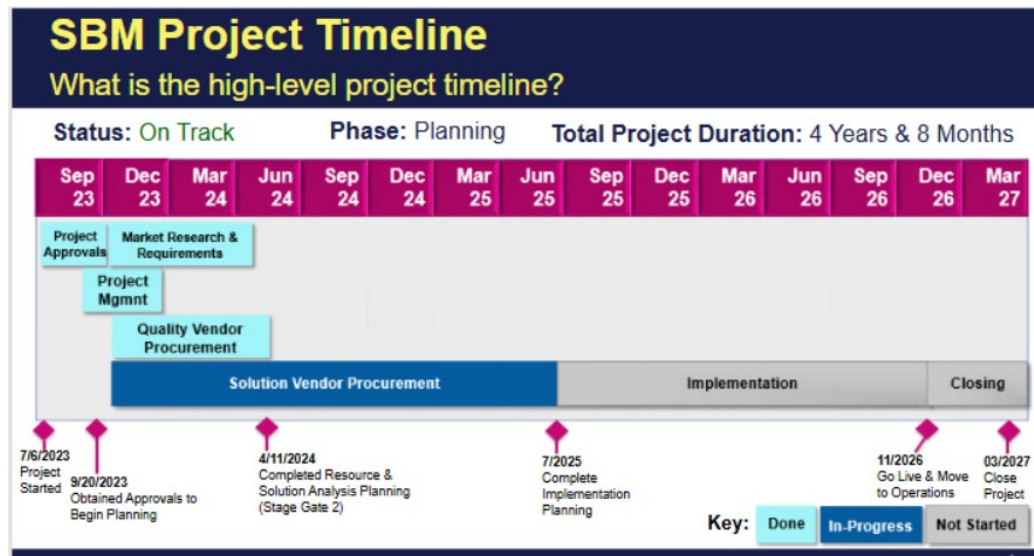 SBM Project Timeline
What is the high-level project timeline?
Status: On Track Phase: Planning Total Project Duration: 4 Years & 8 Months
Sep Dec Mar Jun Sep Dec Mar Jun Sep Dec Mar Jun Sep Dec Mar
23 23 24 24 24 24 25 25 25 25 26 26 26 26 27
Project
Approvals
Market Research &
Requirements
Project
Mgmnt
Quality Vendor
Procurement
Solution Vendor Procurement
Implementation
Closing
7/6/2023
Project
Started
9/20/2023
Obtained Approvals to
Begin Planning
4/11/2024
Completed Resource &
Solution Analysis Planning
(Stage Gate 2)
7/2025
Complete
Implementation
Planning
11/2026
Go Live & Move
to Operations
03/2027
Close
Project
Key: Done In-Progress Not Started